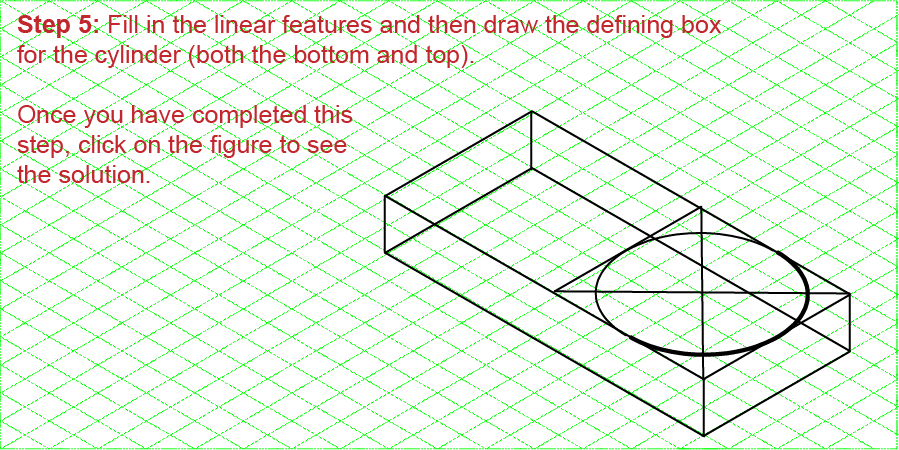 Step 5: Fill in the linear features and then draw the defining box
for the cylinder (both the bottom and top).
Once you have completed this
step, click on the figure to see
the solution.